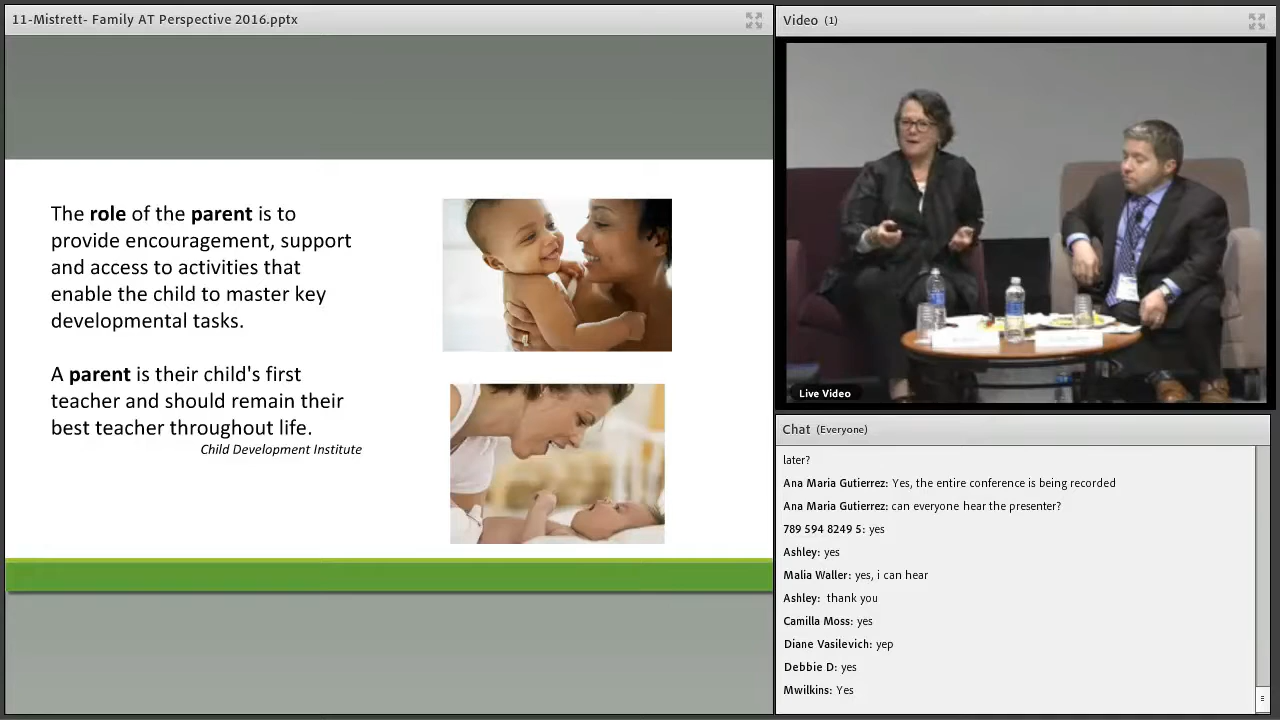 11-Mistrett- Family AT Perspective 2016.pptx
The role of the parent is to
provide encouragement, support
and access to activities that
enable the child to master key
developmental tasks.
A parent is their child's first
teacher and should remain their
best teacher throughout life.
Child Development Institute
Video (1)
Live Video
Chat (Everyone)
later?
Ana Maria Gutierrez: Yes, the entire conference is being recorded
Ana Maria Gutierrez: can everyone hear the presenter?
789 594 8249 5: yes
Ashley: yes
Malia Waller: yes, i can hear
Ashley: thank you
Camilla Moss: yes
Diane Vasilevich: yep
Debbie D: yes
Mwilkins: Yes